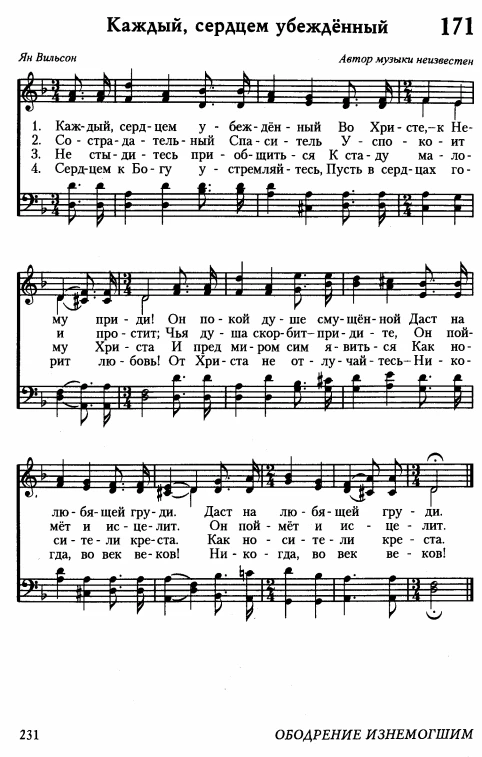 Каждый, сердцем убеждённый 171
Ян Вильсон Автор музыки неизвестен
1. Каж-дый, серд-цем у-беж-дён-ный Во Хри-сте,–к Не-
2. Со-стра-да-тель-ный Спа-си-тель У-спо-ко-ит
3. Не сты-ди-тесь при-общить-ся К ста-ду ма-ло-
4. Серд-цем к Бо-гу у-стремляй-тесь, Пусть в серд-цах го-
му при-ди! Он по-кой ду-ше сму-щён-ной Даст на
и про-стит; Чья ду-ша скор-бит–при-ди-те, Он пой-
му Хри-ста И пред ми-ром сим я-вить-ся Как но-
рит лю-бовь! От Хри-ста не от-лу-чай-тесь–Ни-ко-
лю-бя-щей гру-ди. Даст на лю-бя-щей гру-ди.
мёт и ис-це-лит. Он пой-мёт и ис-це-лит.
си-те-ли кре-ста. Как но-си-те-ли кре-ста.
гда, во век ве-ков! Ни-ко-гда, во век ве-ков!
231 ОБОДРЕНИЕ ИЗНЕМОГШИМ